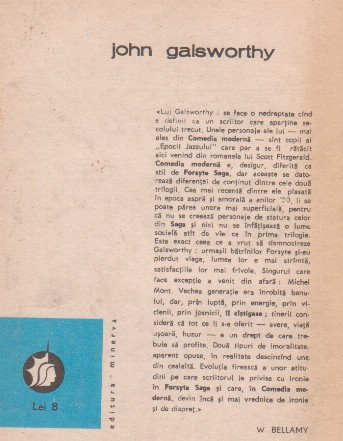 john galsworthy
«Lui Galsworthy i se face o nedreptate cînd
e definit ca un scriitor care aparține se-
colului trecut. Unele personaje ale lui — mai
ales din Comedia modernă — sînt copii ai
„Epocii Jazzului" care par a se fi rătăcit
aici venind din romanele lui Scott Fitzgerald.
Comedia modernă e, desigur, diferită ca
stil de Forsyte Saga, dar aceasta se dato-
rează diferenței de conținut dintre cele două
trilogii. Cea mai recentă dintre ele plasată
în epoca aspră și amorală a anilor '20, li se
poate părea unora mai superficială, pentru
că nu se creează personaje de statura celor
din Saga și nici nu se înfățișează o lume
socială atît de vie ca în prima trilogie.
Este exact ceea ce a vrut să demonstreze
Galsworthy : urmașii bătrînilor Forsyte și-au
pierdut vlaga, lumea lor e mai strîmtă,
satisfacțiile lor mai frivole. Singurul care
face excepție a venit din afară : Michel
Mont. Vechea generație era înrobită banu-
lui, dar, prin luptă, prin energie, prin vi-
clenii, prin josnicii, îl cîștigase ; tinerii con-
sideră că tot ce li s-a oferit — avere, viață
ușoară, huzur — e un drept de care tre-
buie să profite. Două tipuri de imoralitate,
aparent opuse, în realitate descinzînd una
din cealaltă. Evoluția firească a unor atitu-
dini pe care scriitorul le privise cu ironie
în Forsyte Saga și care, în Comedia mo-
dernă, devin încă și mai vrednice de ironie
și de dispreț.»
W BELLAMY
editura · minerva
Lei 8